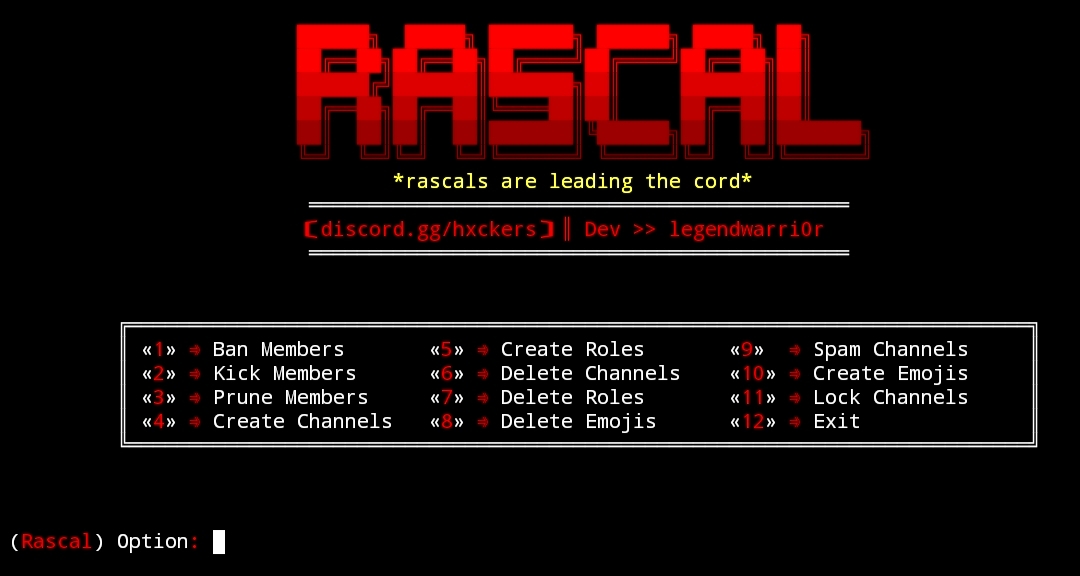 RASCAL
*rascals are leading the cord*
【discord.gg/hxckers】║ Dev >> legendwarri0r
«1» ➾ Ban Members «5» ➾ Create Roles «9» ➾ Spam Channels
«2» ➾ Kick Members «6» ➾ Delete Channels «10» ➾ Create Emojis
«3» ➾ Prune Members «7» ➾ Delete Roles «11» ➾ Lock Channels
«4» ➾ Create Channels «8» ➾ Delete Emojis «12» ➾ Exit
(Rascal) Option: